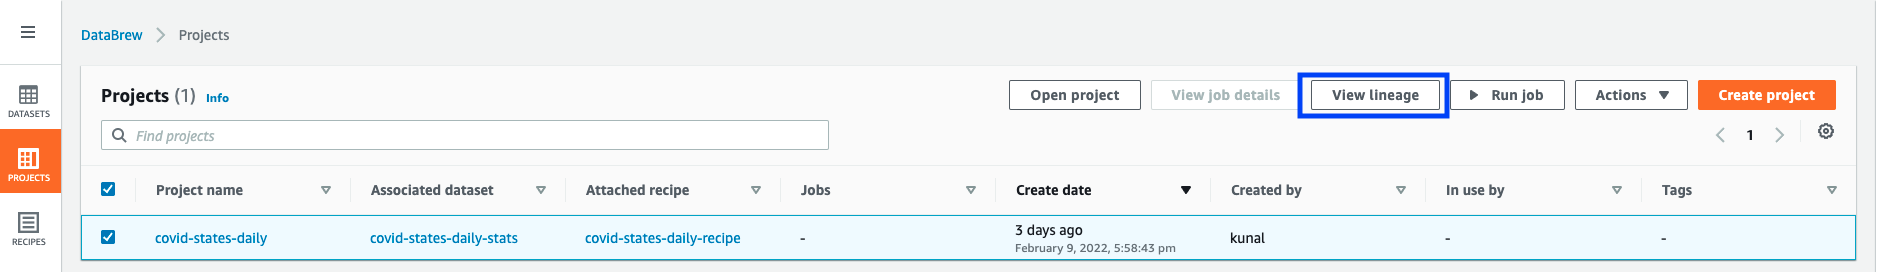 DataBrew > Projects
Projects (1) Info
Open project View job details View lineage Run job Actions Create project
Find projects
1
DATASETS
PROJECTS
RECIPES
Project name Associated dataset Attached recipe Jobs Create date Created by In use by Tags
covid-states-daily covid-states-daily-stats covid-states-daily-recipe - 3 days ago kunal - -
February 9, 2022, 5:58:43 pm